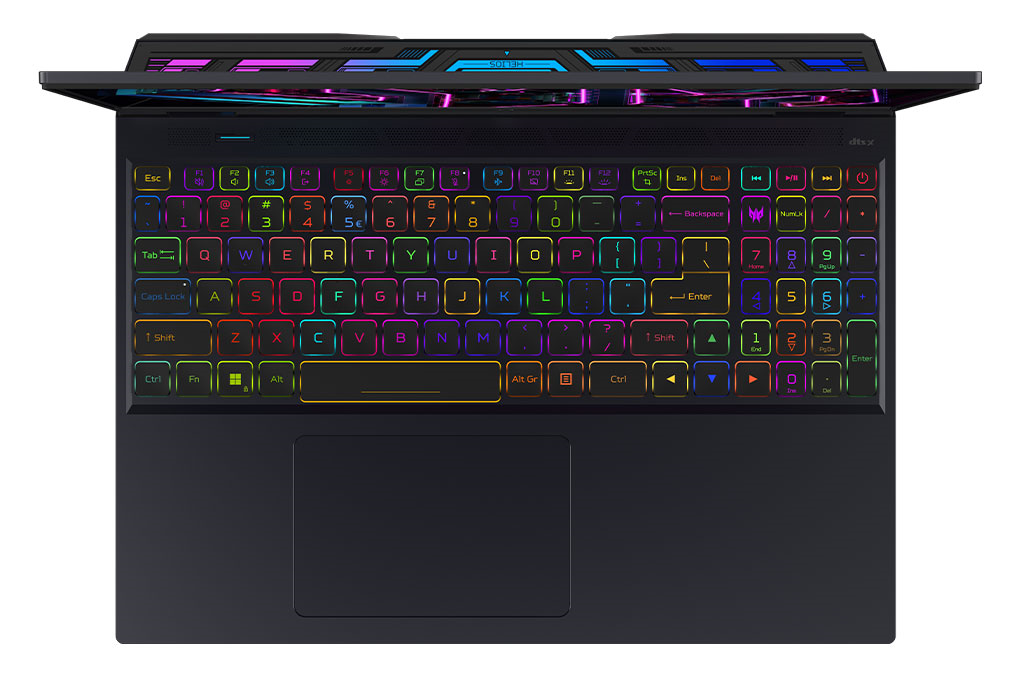 HELIOS
dts X
Esc F1 F2 F3 F4 F5 F6 F7 F8 F9 F10 F11 F12 PrtSc Ins Del
~ ! @ # $ % ^ & * ( ) — +
` 1 2 3 4 5 € 6 7 8 9 0 - = Backspace NumLk / *
Tab Q W E R T Y U I O P { } | 7 8 9 -
[ ] \ Home PgUp
Caps Lock A S D F G H J K L : " Enter 4 5 6 +
; '
Shift Z X C V B N M < > ? Shift 1 2 3 Enter
, . / End PgDn
Ctrl Fn Alt Alt Gr Ctrl 0 .
Ins Del